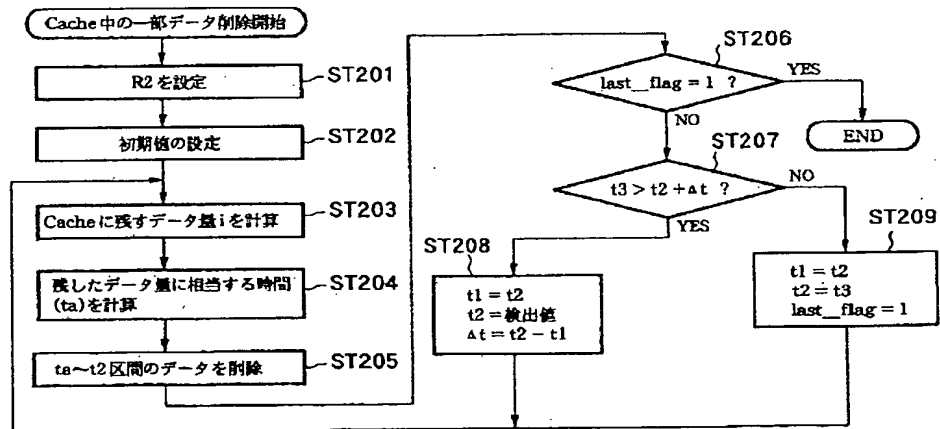 Cache中の一部データ削除開始
R2を設定
ST201
初期値の設定
ST202
Cacheに残すデータ量iを計算
ST203
残したデータ量に相当する時間
(ta)を計算
ST204
ta～t2区間のデータを削除
ST205
ST206
last__flag = 1 ?
YES
NO
END
ST207
t3 > t2 + Δt ?
NO
YES
ST208
t1 = t2
t2 = 検出値
Δt = t2 − t1
ST209
t1 = t2
t2 = t3
last__flag = 1